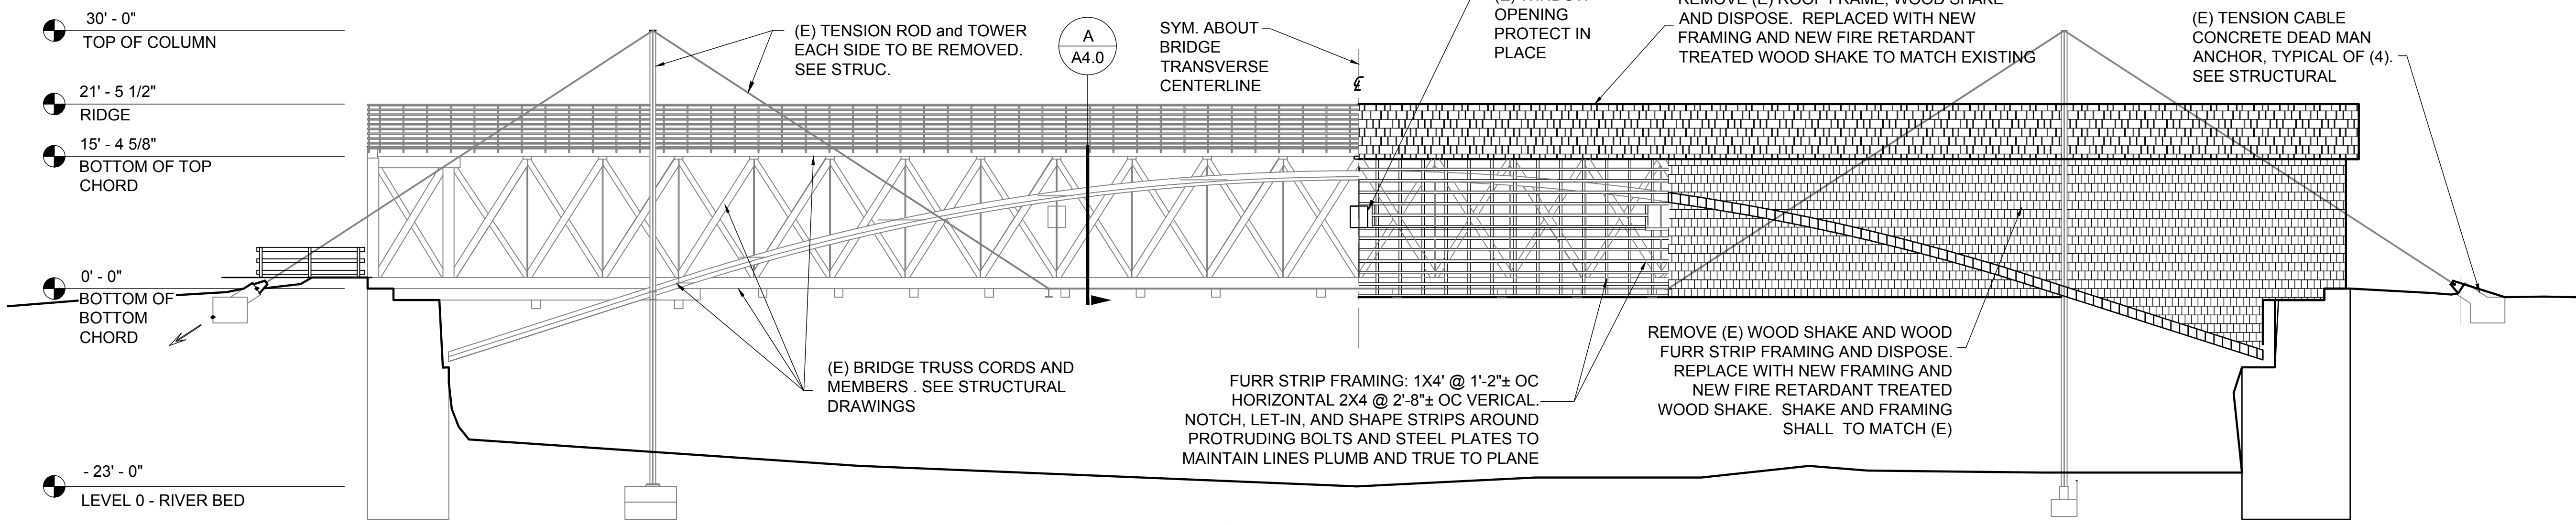 30' - 0"
TOP OF COLUMN
21' - 5 1/2"
RIDGE
15' - 4 5/8"
BOTTOM OF TOP
CHORD
0' - 0"
BOTTOM OF
BOTTOM
CHORD
- 23' - 0"
LEVEL 0 - RIVER BED
(E) TENSION ROD and TOWER
EACH SIDE TO BE REMOVED.
SEE STRUC.
A
A4.0
SYM. ABOUT
BRIDGE
TRANSVERSE
CENTERLINE
(E) WINDOW
OPENING
PROTECT IN
PLACE
REMOVE (E) ROOF FRAME, WOOD SHAKE
AND DISPOSE. REPLACED WITH NEW
FRAMING AND NEW FIRE RETARDANT
TREATED WOOD SHAKE TO MATCH EXISTING
(E) TENSION CABLE
CONCRETE DEAD MAN
ANCHOR, TYPICAL OF (4).
SEE STRUCTURAL
(E) BRIDGE TRUSS CORDS AND
MEMBERS . SEE STRUCTURAL
DRAWINGS
FURR STRIP FRAMING: 1X4' @ 1'-2"± OC
HORIZONTAL 2X4 @ 2'-8"± OC VERICAL.
NOTCH, LET-IN, AND SHAPE STRIPS AROUND
PROTRUDING BOLTS AND STEEL PLATES TO
MAINTAIN LINES PLUMB AND TRUE TO PLANE
REMOVE (E) WOOD SHAKE AND WOOD
FURR STRIP FRAMING AND DISPOSE.
REPLACE WITH NEW FRAMING AND
NEW FIRE RETARDANT TREATED
WOOD SHAKE. SHAKE AND FRAMING
SHALL TO MATCH (E)